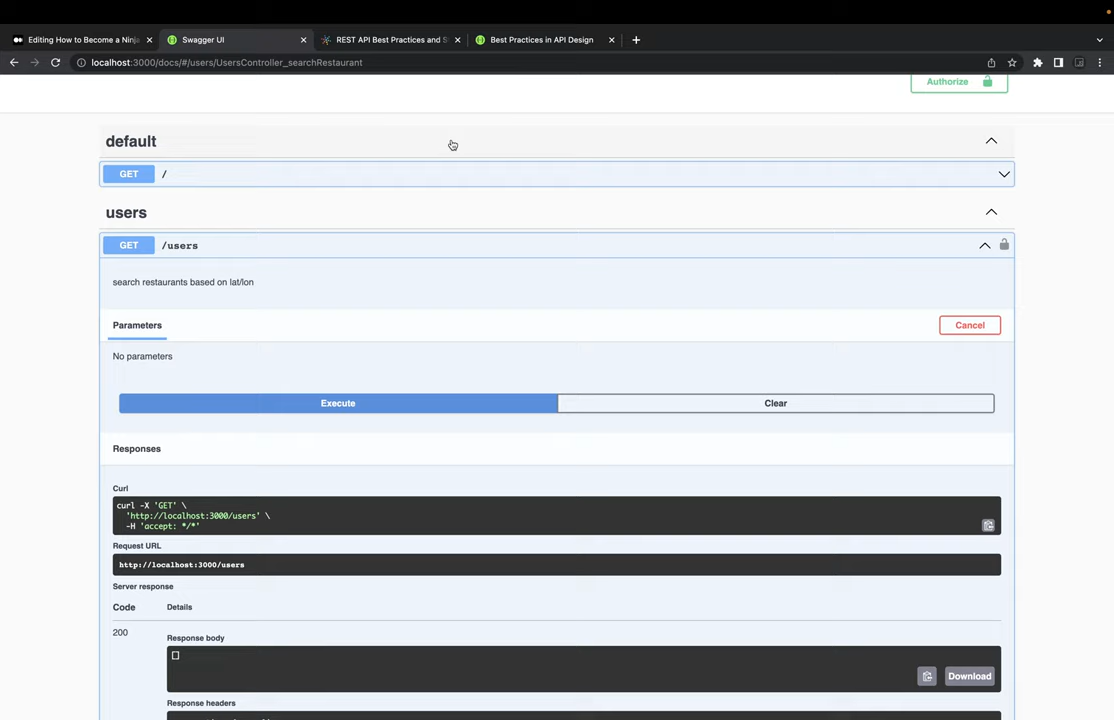 Editing How to Become a Ninja
Swagger UI
REST API Best Practices and S
Best Practices in API Design
localhost:3000/docs/#/users/UsersController_searchRestaurant
Authorize
default
GET /
users
GET /users
search restaurants based on lat/lon
Parameters
Cancel
No parameters
Execute
Clear
Responses
Curl
curl -X 'GET' \
'http://localhost:3000/users' \
-H 'accept: */*'
Request URL
http://localhost:3000/users
Server response
Code Details
200
Response body
[]
Download
Response headers